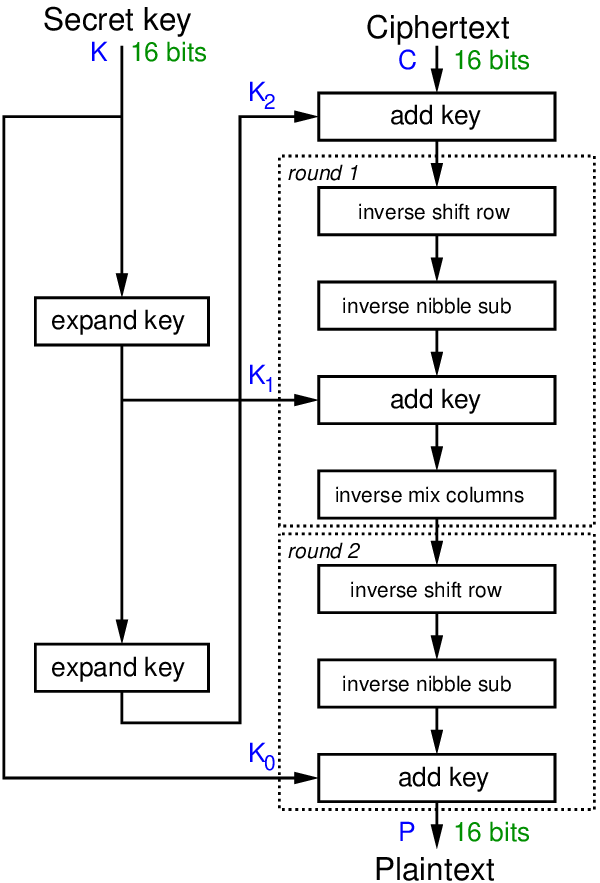 Secret key
K 16 bits
Ciphertext
C 16 bits
K2
add key
round 1
inverse shift row
inverse nibble sub
expand key
K1
add key
inverse mix columns
round 2
inverse shift row
expand key
inverse nibble sub
K0
add key
P 16 bits
Plaintext